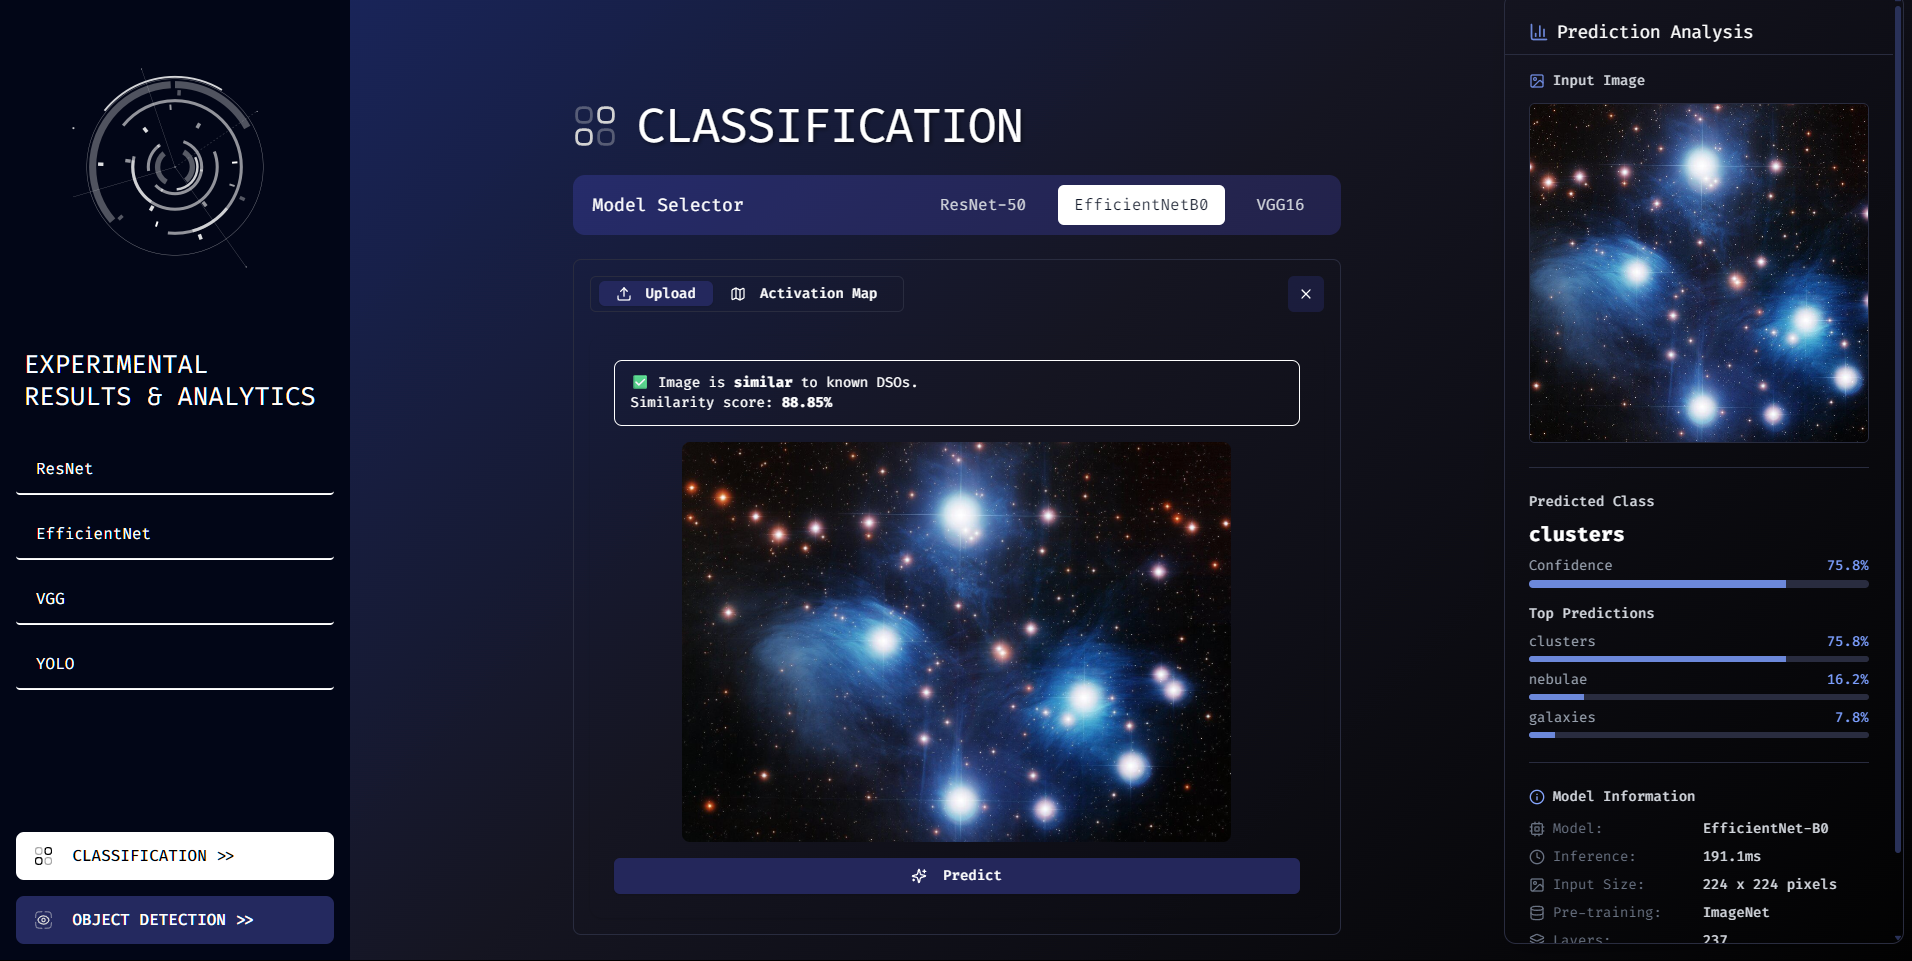 EXPERIMENTAL
RESULTS & ANALYTICS
ResNet
EfficientNet
VGG
YOLO
CLASSIFICATION >>
OBJECT DETECTION >>
CLASSIFICATION
Model Selector
ResNet-50
EfficientNetB0
VGG16
Upload
Activation Map
✅ Image is similar to known DSOs.
Similarity score: 88.85%
Predict
Prediction Analysis
Input Image
Predicted Class
clusters
Confidence 75.8%
Top Predictions
clusters 75.8%
nebulae 16.2%
galaxies 7.8%
Model Information
Model: EfficientNet-B0
Inference: 191.1ms
Input Size: 224 x 224 pixels
Pre-training: ImageNet
Layers: 237